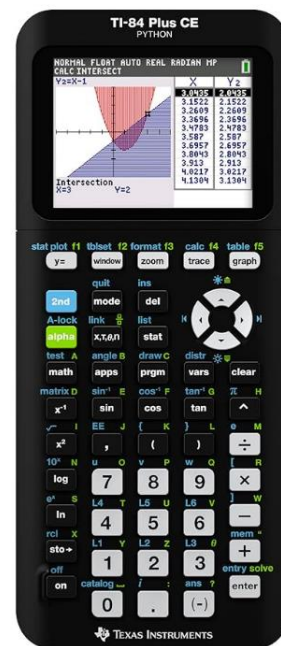 TI-84 Plus CE
PYTHON
NORMAL FLOAT AUTO REAL RADIAN MP
CALC INTERSECT
Y2=X-1
X Y2
3.0435 2.0435
3.1522 2.1522
3.2609 2.2609
3.3696 2.3696
3.4783 2.4783
3.587 2.587
3.6957 2.6957
3.8043 2.8043
3.913 2.913
4.0217 3.0217
4.1304 3.1304
Intersection
X=3 Y=2
stat plot f1 tblset f2 format f3 calc f4 table f5
y= window zoom trace graph
quit ins
2nd mode del
A-lock link list
alpha X,T,θ,n stat
test A angle B draw C distr
math apps prgm vars clear
matrix D sin⁻¹ E cos⁻¹ F tan⁻¹ G π H
x⁻¹ sin cos tan ^
√ I EE J { K } L e M
x² , ( ) ÷
10ˣ N u O v P w Q [ R
log 7 8 9 ×
eˣ S L4 T L5 U L6 V ] W
ln 4 5 6 −
rcl X L1 Y L2 Z L3 θ mem "
sto→ 1 2 3 +
off catalog i : ans ? entry solve
on 0 . (-) enter
TEXAS INSTRUMENTS